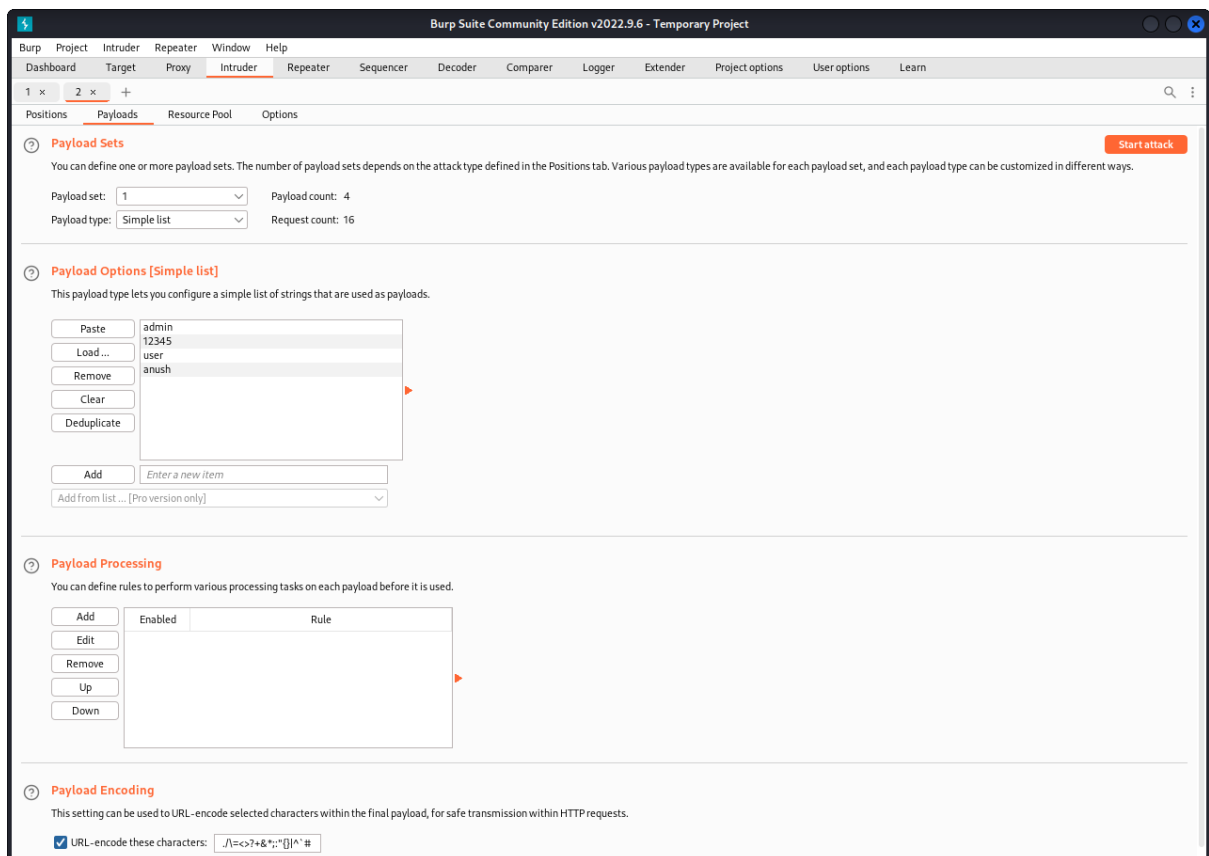 Burp Suite Community Edition v2022.9.6 - Temporary Project
Burp Project Intruder Repeater Window Help
Dashboard Target Proxy Intruder Repeater Sequencer Decoder Comparer Logger Extender Project options User options Learn
1 × 2 × +
Positions Payloads Resource Pool Options
? Payload Sets Start attack
You can define one or more payload sets. The number of payload sets depends on the attack type defined in the Positions tab. Various payload types are available for each payload set, and each payload type can be customized in different ways.
Payload set: 1 Payload count: 4
Payload type: Simple list Request count: 16
? Payload Options [Simple list]
This payload type lets you configure a simple list of strings that are used as payloads.
Paste admin
12345
Load ... user
Remove anush
Clear
Deduplicate
Add Enter a new item
Add from list ... [Pro version only]
? Payload Processing
You can define rules to perform various processing tasks on each payload before it is used.
Add Enabled Rule
Edit
Remove
Up
Down
? Payload Encoding
This setting can be used to URL-encode selected characters within the final payload, for safe transmission within HTTP requests.
URL-encode these characters: ./\=<>?+&*;:"{}|^`#